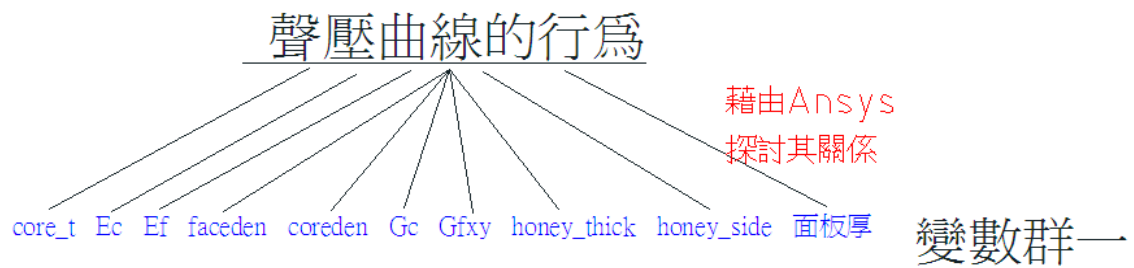 聲壓曲線的行爲
藉由Ansys
探討其關係
core_t Ec Ef faceden coreden Gc Gfxy honey_thick honey_side 面板厚
變數群一